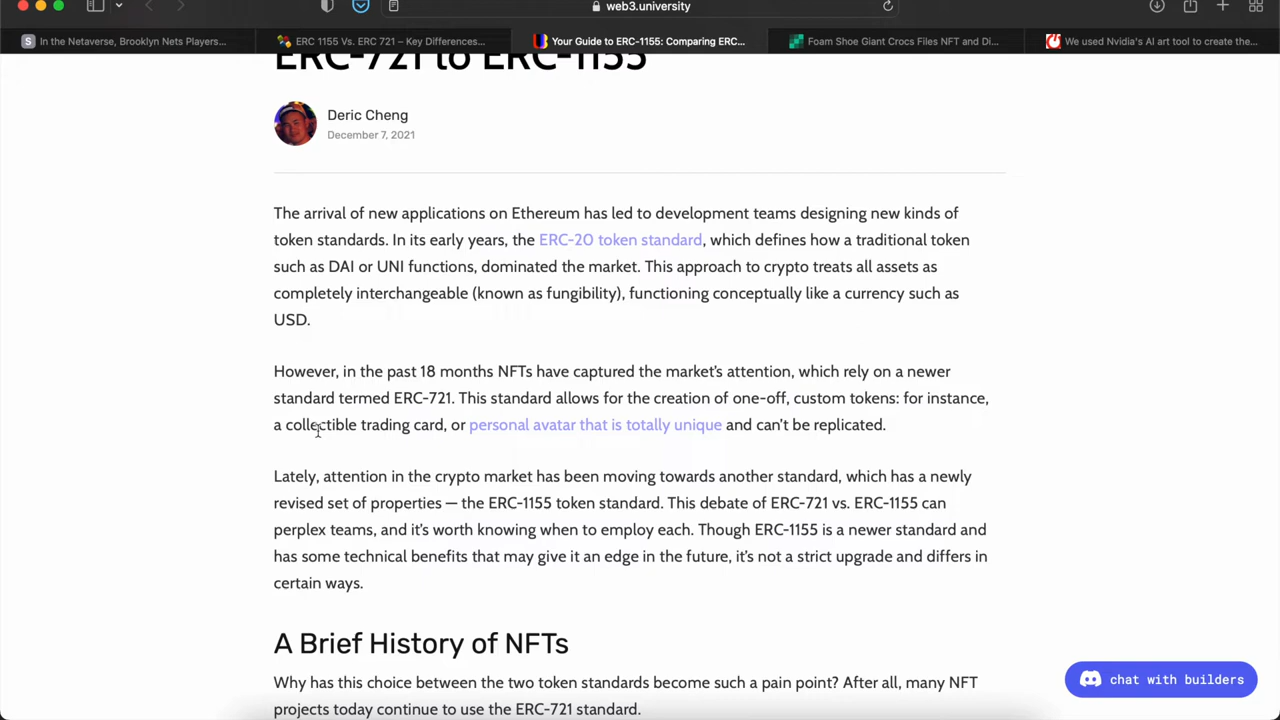 web3.university
In the Netaverse, Brooklyn Nets Players...
ERC 1155 Vs. ERC 721 – Key Differences...
Your Guide to ERC-1155: Comparing ERC...
Foam Shoe Giant Crocs Files NFT and Di...
We used Nvidia's AI art tool to create the...
ERC-721 to ERC-1155
Deric Cheng
December 7, 2021
The arrival of new applications on Ethereum has led to development teams designing new kinds of
token standards. In its early years, the ERC-20 token standard, which defines how a traditional token
such as DAI or UNI functions, dominated the market. This approach to crypto treats all assets as
completely interchangeable (known as fungibility), functioning conceptually like a currency such as
USD.
However, in the past 18 months NFTs have captured the market's attention, which rely on a newer
standard termed ERC-721. This standard allows for the creation of one-off, custom tokens: for instance,
a collectible trading card, or personal avatar that is totally unique and can't be replicated.
Lately, attention in the crypto market has been moving towards another standard, which has a newly
revised set of properties — the ERC-1155 token standard. This debate of ERC-721 vs. ERC-1155 can
perplex teams, and it's worth knowing when to employ each. Though ERC-1155 is a newer standard and
has some technical benefits that may give it an edge in the future, it's not a strict upgrade and differs in
certain ways.
A Brief History of NFTs
Why has this choice between the two token standards become such a pain point? After all, many NFT
projects today continue to use the ERC-721 standard.
chat with builders